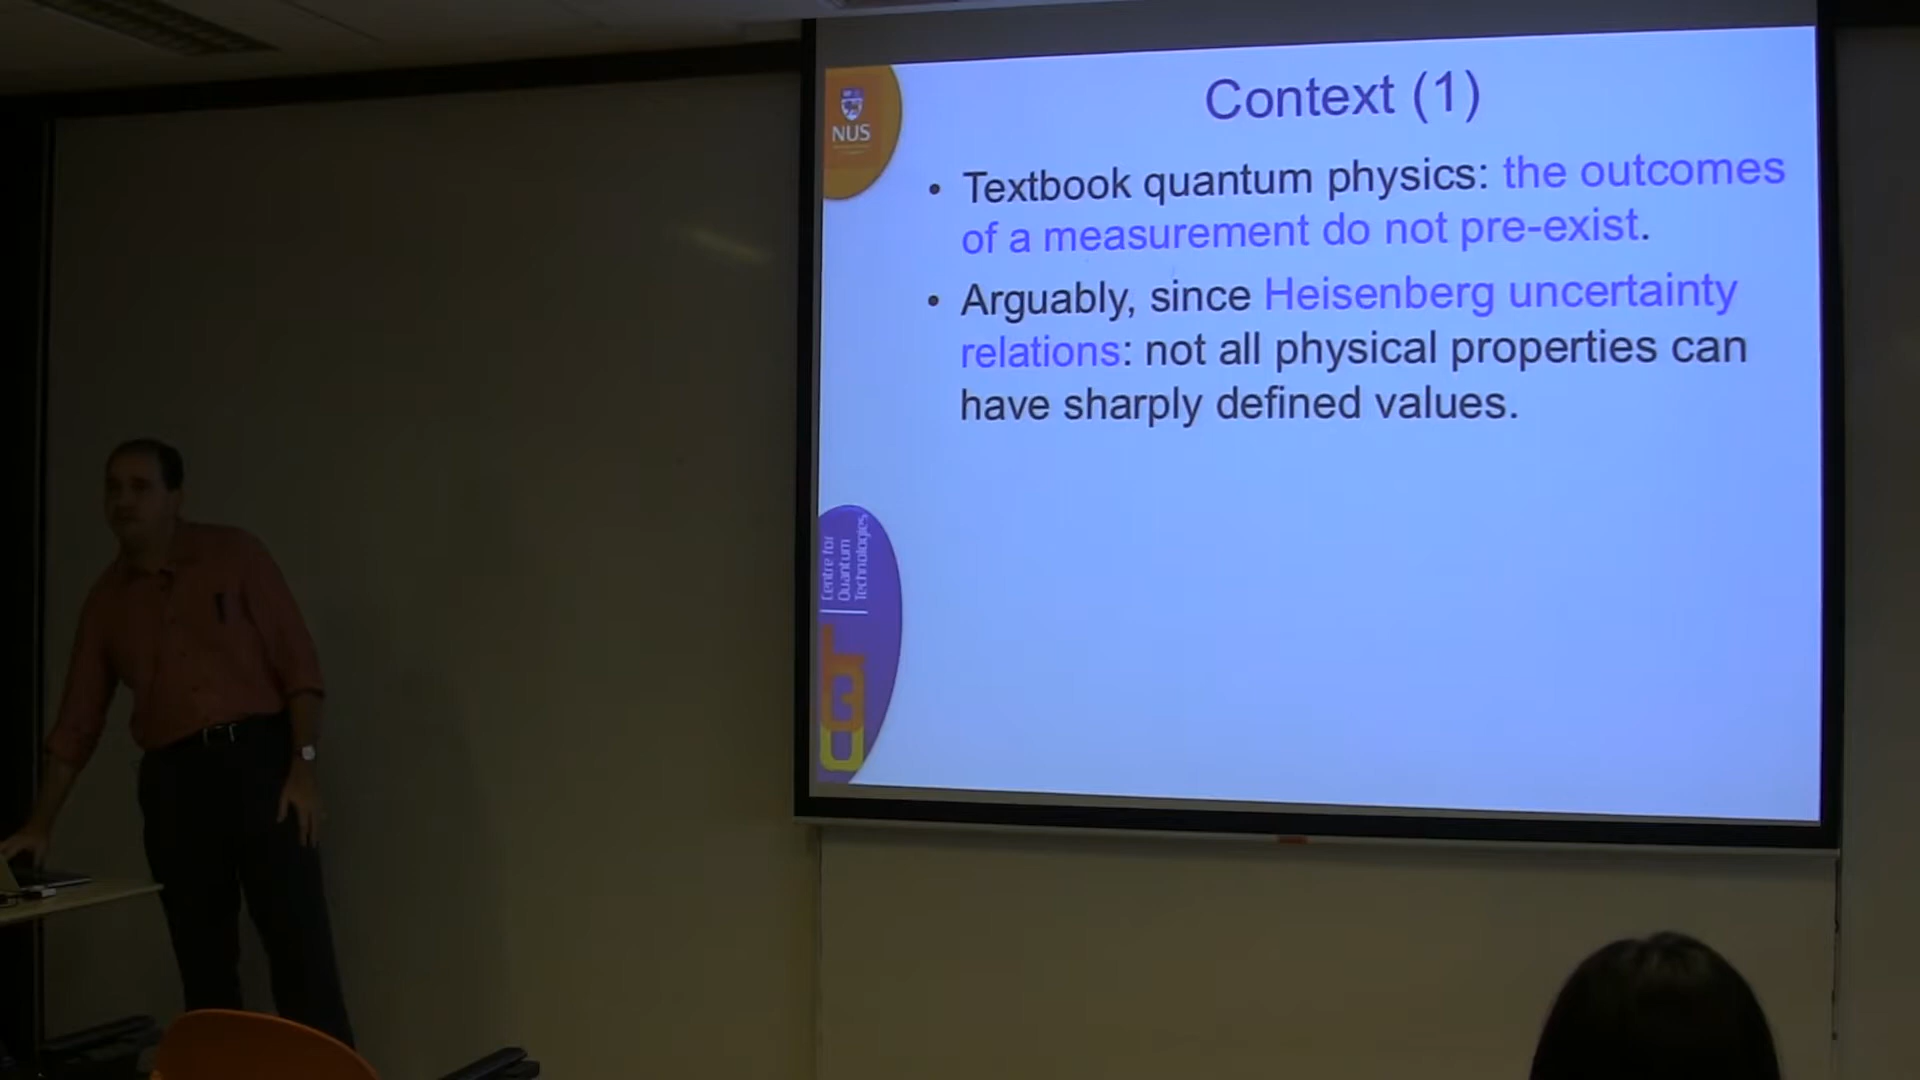 Context (1)
NUS
• Textbook quantum physics: the outcomes
of a measurement do not pre-exist.
• Arguably, since Heisenberg uncertainty
relations: not all physical properties can
have sharply defined values.
Centre for
Quantum
Technologies